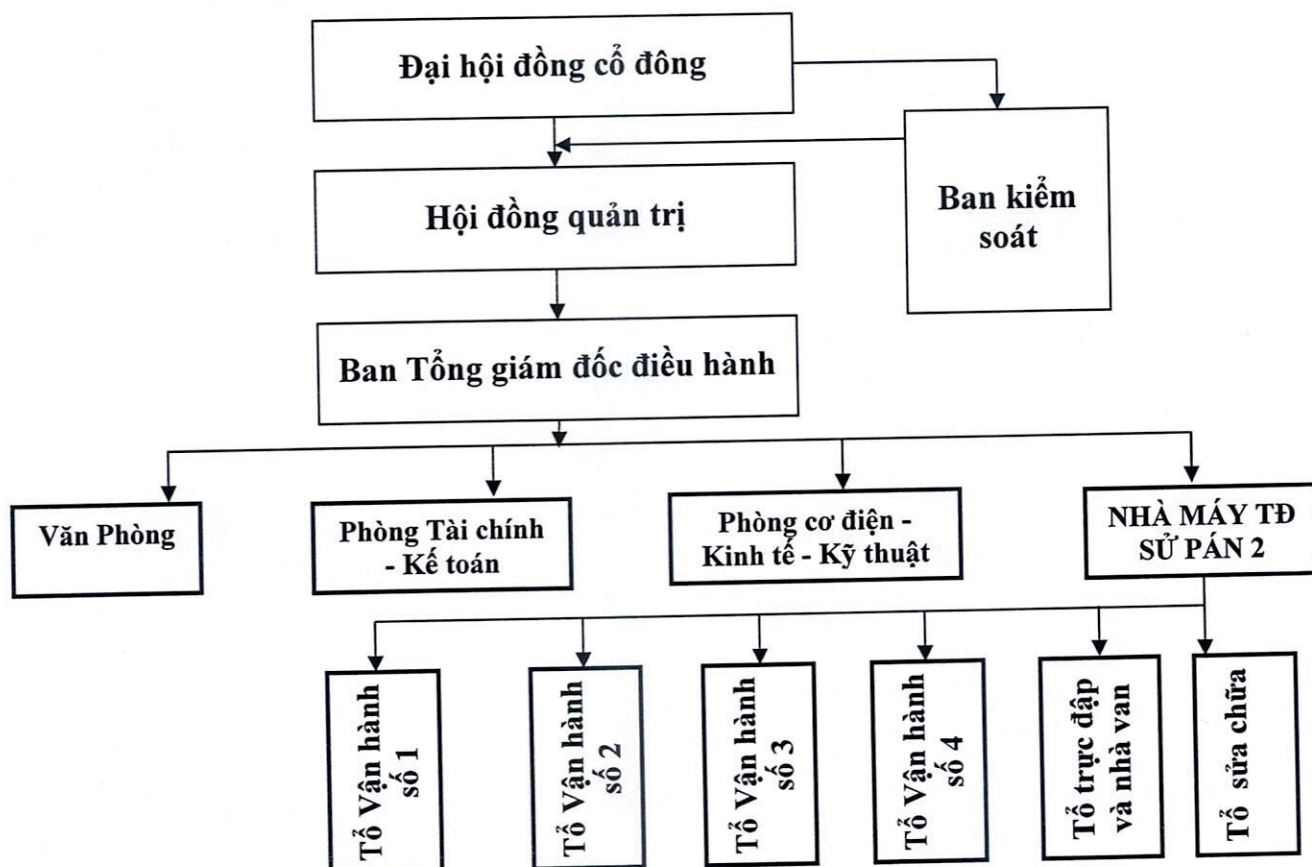 Đại hội đồng cổ đông
Hội đồng quản trị
Ban kiểm
soát
Ban Tổng giám đốc điều hành
Văn Phòng
Phòng Tài chính
- Kế toán
Phòng cơ điện -
Kinh tế - Kỹ thuật
NHÀ MÁY TĐ
SỬ PÁN 2
Tổ Vận hành
số 1
Tổ Vận hành
số 2
Tổ Vận hành
số 3
Tổ Vận hành
số 4
Tổ trực đập
và nhà van
Tổ sửa chữa